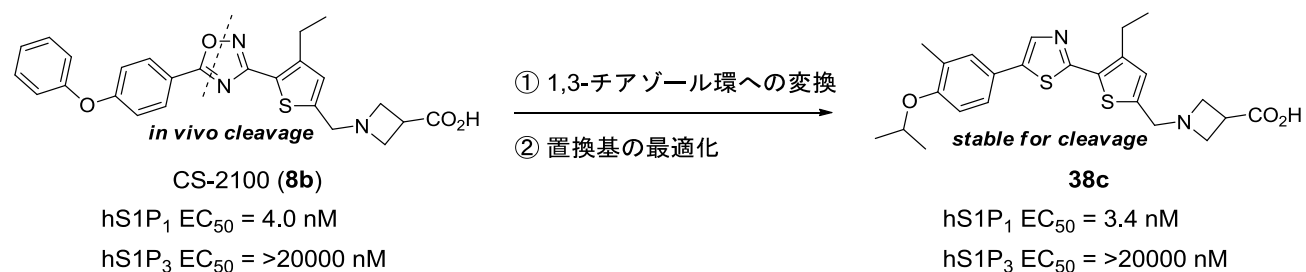 O
N
N
S
O
N
CO₂H
in vivo cleavage
CS-2100 (8b)
hS1P₁ EC₅₀ = 4.0 nM
hS1P₃ EC₅₀ = >20000 nM
① 1,3-チアゾール環への変換
② 置換基の最適化
N
S
S
O
N
CO₂H
stable for cleavage
38c
hS1P₁ EC₅₀ = 3.4 nM
hS1P₃ EC₅₀ = >20000 nM